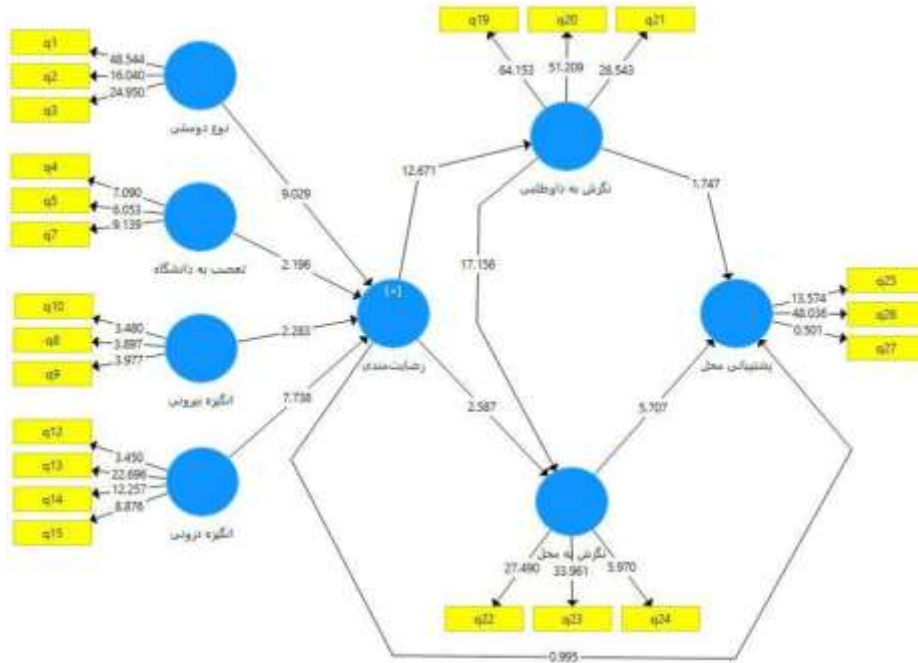 q19 q20 q21
64.153 51.209 28.543
q1
q2
q3
48.544
16.040
24.950
نوع دوستی
q4
q5
q7
7.090
6.053
9.139
تعصب به دانشگاه
q10
q8
q9
3.480
3.897
3.977
انگیزه بیرونی
q12
q13
q14
q15
3.450
22.696
12.257
8.876
انگیزه درونی
9.029
2.196
2.283
7.738
[+]
رضایت‌مندی
12.671
نگرش به داوطلبی
1.747
17.156
2.587
5.707
نگرش به محل
27.490 33.961 3.970
q22 q23 q24
پشتیبانی محل
13.574
48.036
0.501
q25
q26
q27
0.995